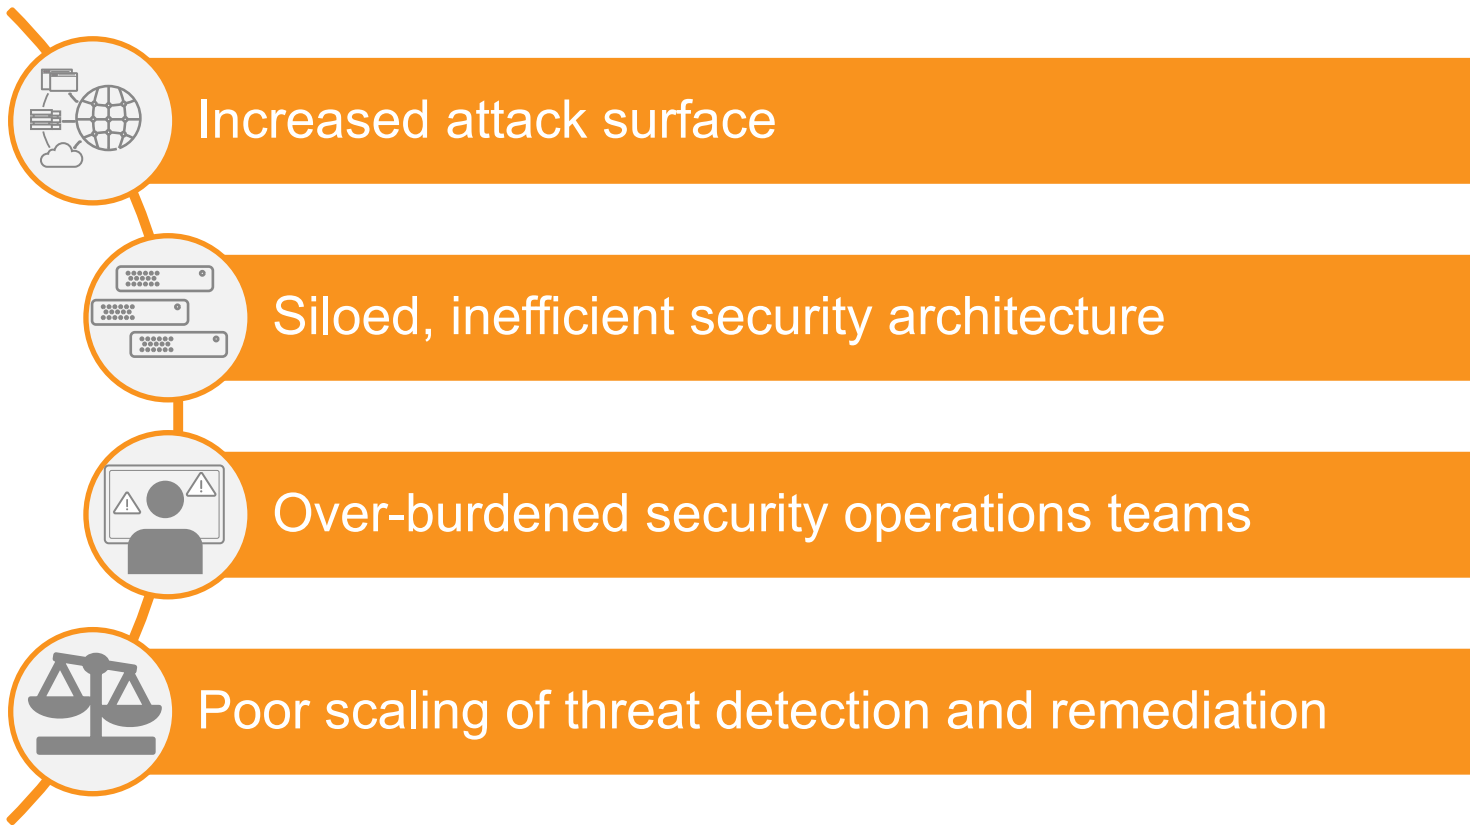 Increased attack surface
Siloed, inefficient security architecture
Over-burdened security operations teams
Poor scaling of threat detection and remediation